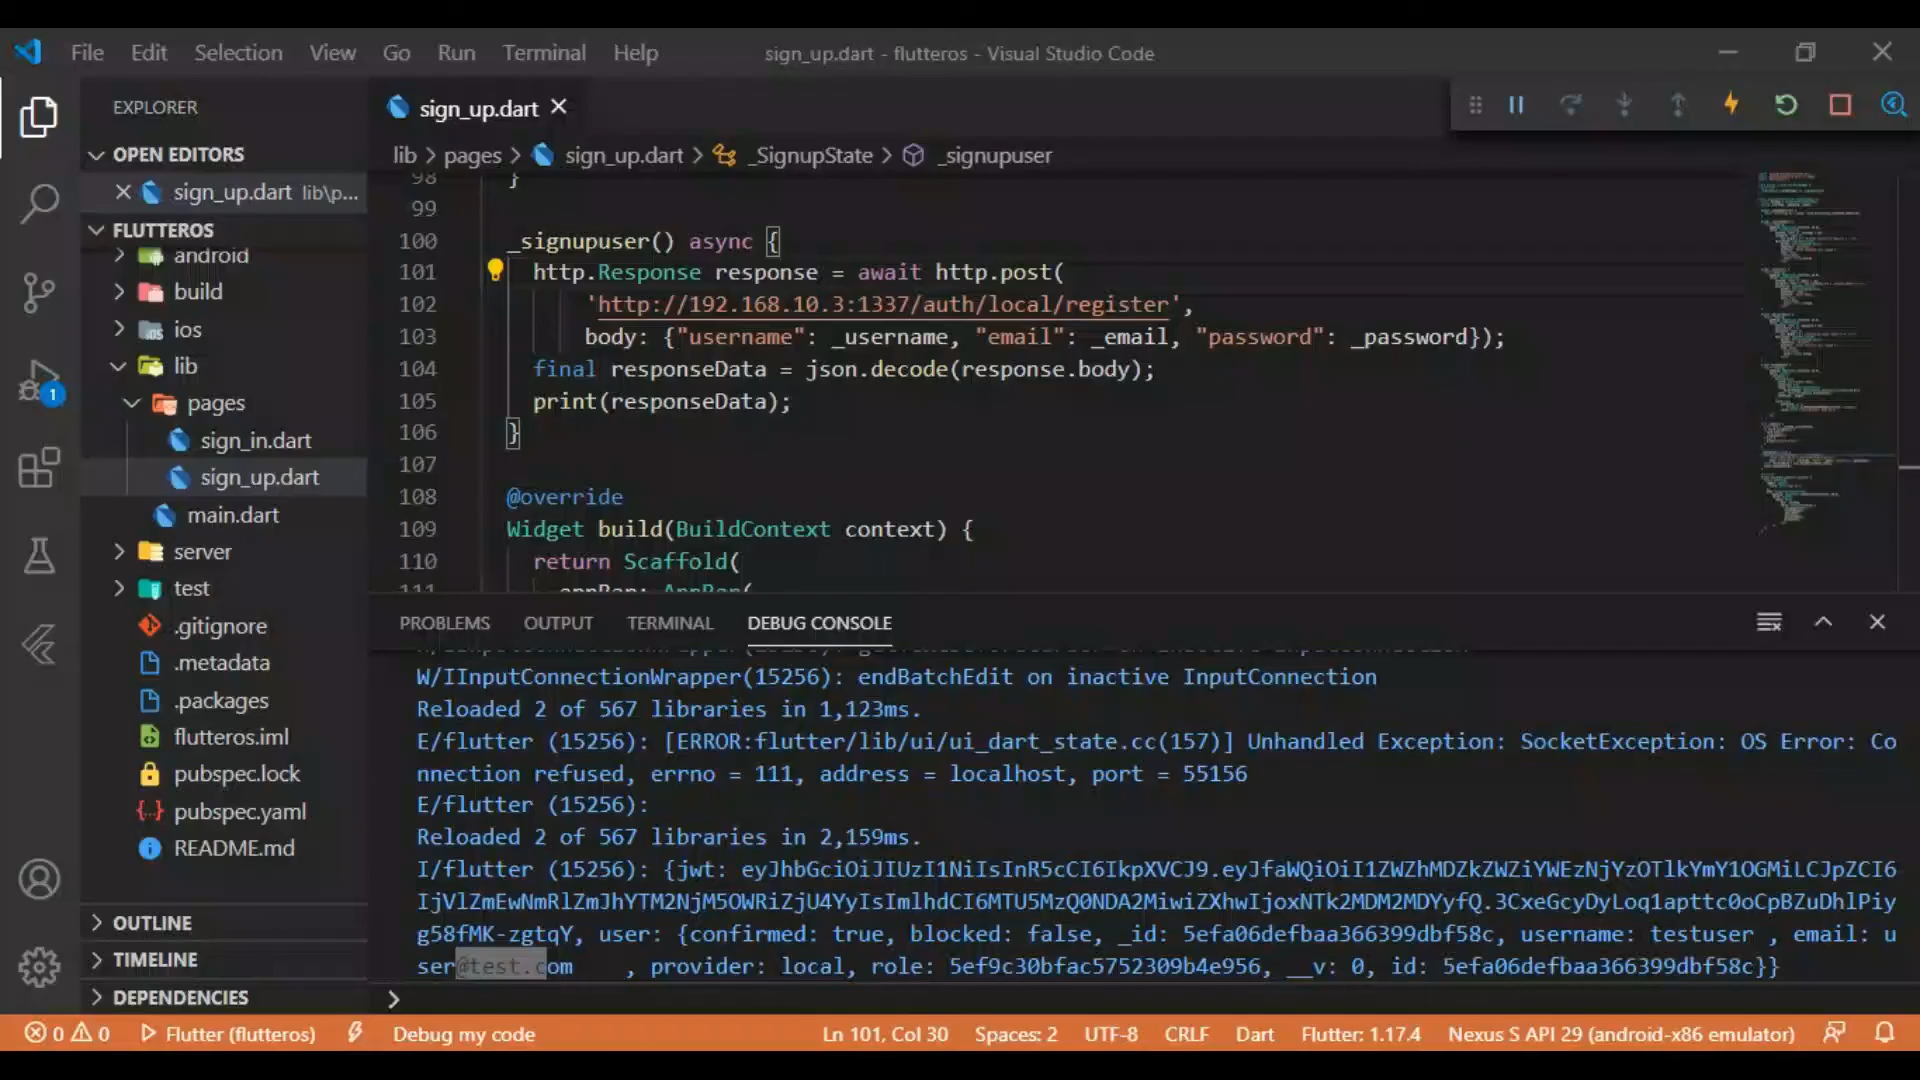 File Edit Selection View Go Run Terminal Help
sign_up.dart - flutteros - Visual Studio Code
EXPLORER
OPEN EDITORS
sign_up.dart lib\p...
FLUTTEROS
android
build
ios
lib
pages
sign_in.dart
sign_up.dart
main.dart
server
test
.gitignore
.metadata
.packages
flutteros.iml
pubspec.lock
pubspec.yaml
README.md
OUTLINE
TIMELINE
DEPENDENCIES
1
sign_up.dart
lib > pages > sign_up.dart > _SignupState > _signupuser
98 }
99
100 _signupuser() async {
101 http.Response response = await http.post(
102 'http://192.168.10.3:1337/auth/local/register',
103 body: {"username": _username, "email": _email, "password": _password});
104 final responseData = json.decode(response.body);
105 print(responseData);
106 }
107
108 @override
109 Widget build(BuildContext context) {
110 return Scaffold(
111 appBar: AppBar(
PROBLEMS OUTPUT TERMINAL DEBUG CONSOLE
W/IInputConnectionWrapper(15256): endBatchEdit on inactive InputConnection
Reloaded 2 of 567 libraries in 1,123ms.
E/flutter (15256): [ERROR:flutter/lib/ui/ui_dart_state.cc(157)] Unhandled Exception: SocketException: OS Error: Co
nnection refused, errno = 111, address = localhost, port = 55156
E/flutter (15256):
Reloaded 2 of 567 libraries in 2,159ms.
I/flutter (15256): {jwt: eyJhbGciOiJIUzI1NiIsInR5cCI6IkpXVCJ9.eyJfaWQiOiI1ZWZhMDZkZWZiYWEzNjYzOTlkYmY1OGMiLCJpZCI6
IjVlZmEwNmRlZmJhYTM2NjM5OWRiZjU4YyIsImlhdCI6MTU5MzQ0NDA2MiwiZXhwIjoxNTk2MDM2MDYyfQ.3CxeGcyDyLoq1apttc0oCpBZuDhlPiy
g58fMK-zgtqY, user: {confirmed: true, blocked: false, _id: 5efa06defbaa366399dbf58c, username: testuser , email: u
ser@test.com , provider: local, role: 5ef9c30bfac5752309b4e956, __v: 0, id: 5efa06defbaa366399dbf58c}}
0 0 Flutter (flutteros) Debug my code Ln 101, Col 30 Spaces: 2 UTF-8 CRLF Dart Flutter: 1.17.4 Nexus S API 29 (android-x86 emulator)